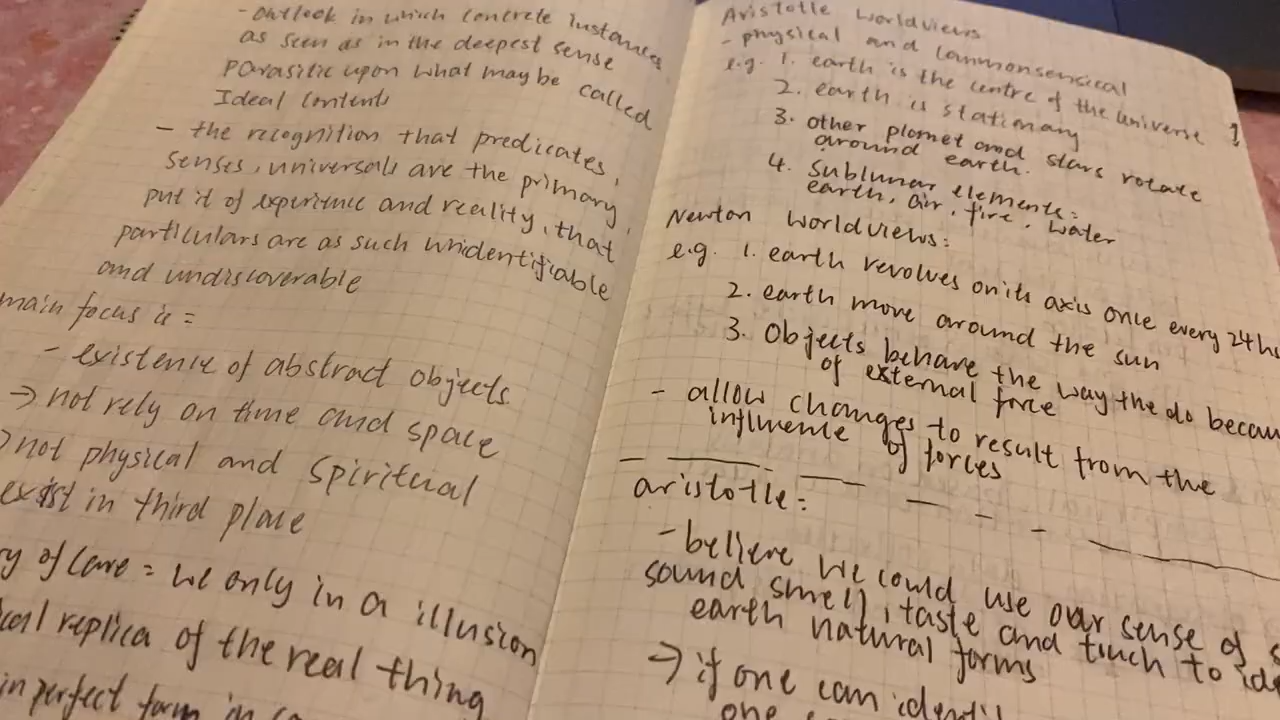 - outlook in which concrete instances
as seen as in the deepest sense
parasitic upon what may be called
Ideal contents
- the recognition that predicates,
senses, universals are the primary
put it of experience and reality, that
particulars are as such unidentifiable
and undiscoverable
main focus is =
- existence of abstract objects
→ not rely on time and space
→ not physical and spiritual
exist in third place
of Cave = we only in a illusion
replica of the real thing
in perfect form in
Aristotle worldviews
- physical and commonsensical
e.g. 1. earth is the centre of the universe
2. earth is stationary
3. other planet and stars rotate
around earth.
4. sublunar elements:
earth, air, fire, water
Newton worldviews:
e.g. 1. earth revolves on its axis once every 24hs
2. earth move around the sun
3. Objects behave the way the do becau
of external force
- allow changes to result from the
influence of forces
aristotle:
- believe we could use our sense of
sound smell, taste and touch to
earth natural forms
→ if one can
one